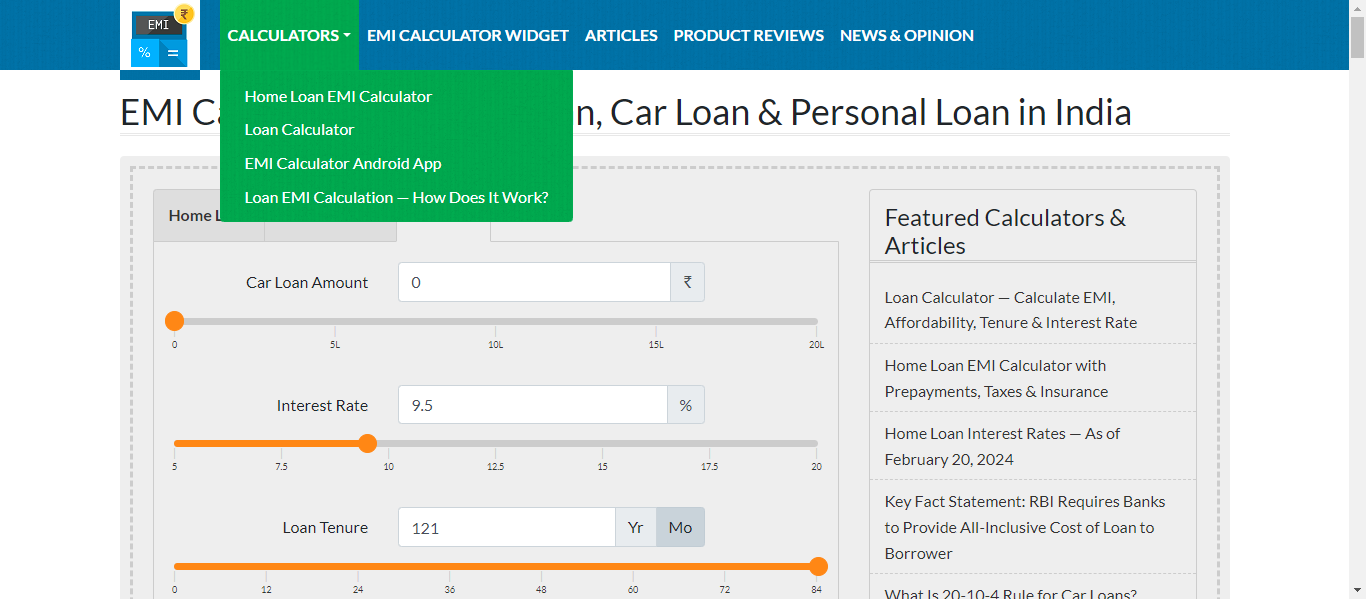 EMI ₹
% =
CALCULATORS EMI CALCULATOR WIDGET ARTICLES PRODUCT REVIEWS NEWS & OPINION
Home Loan EMI Calculator
Loan Calculator
EMI Calculator Android App
Loan EMI Calculation — How Does It Work?
EMI n, Car Loan & Personal Loan in India
Home
Car Loan Amount 0 ₹
0 5L 10L 15L 20L
Interest Rate 9.5 %
5 7.5 10 12.5 15 17.5 20
Loan Tenure 121 Yr Mo
0 12 24 36 48 60 72 84
Featured Calculators &
Articles
Loan Calculator — Calculate EMI,
Affordability, Tenure & Interest Rate
Home Loan EMI Calculator with
Prepayments, Taxes & Insurance
Home Loan Interest Rates — As of
February 20, 2024
Key Fact Statement: RBI Requires Banks
to Provide All-Inclusive Cost of Loan to
Borrower
What Is 20-10-4 Rule for Car Loans?